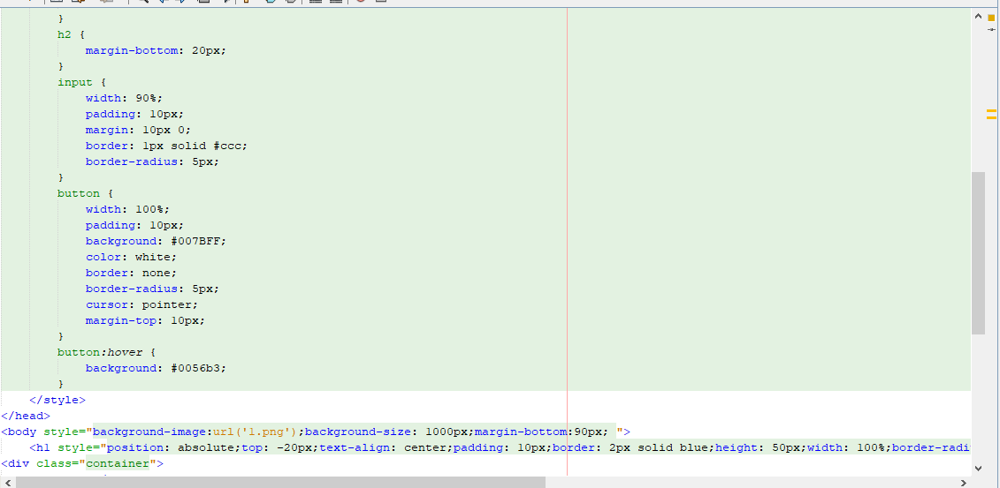 }
h2 {
margin-bottom: 20px;
}
input {
width: 90%;
padding: 10px;
margin: 10px 0;
border: 1px solid #ccc;
border-radius: 5px;
}
button {
width: 100%;
padding: 10px;
background: #007BFF;
color: white;
border: none;
border-radius: 5px;
cursor: pointer;
margin-top: 10px;
}
button:hover {
background: #0056b3;
}
</style>
</head>
<body style="background-image:url('1.png');background-size: 1000px;margin-bottom:90px; ">
<h1 style="position: absolute;top: -20px;text-align: center;padding: 10px;border: 2px solid blue;height: 50px;width: 100%;border-radi
<div class="container">